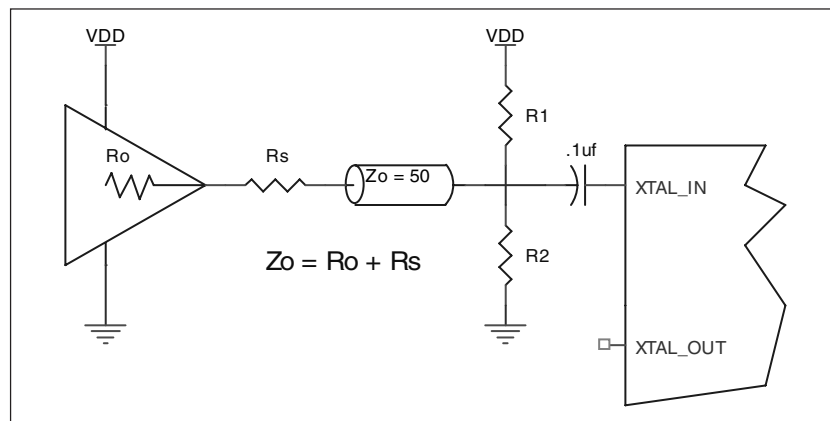 VDD
VDD
R1
Ro
Rs
Zo = 50
.1uf
XTAL_IN
Zo = Ro + Rs
R2
XTAL_OUT